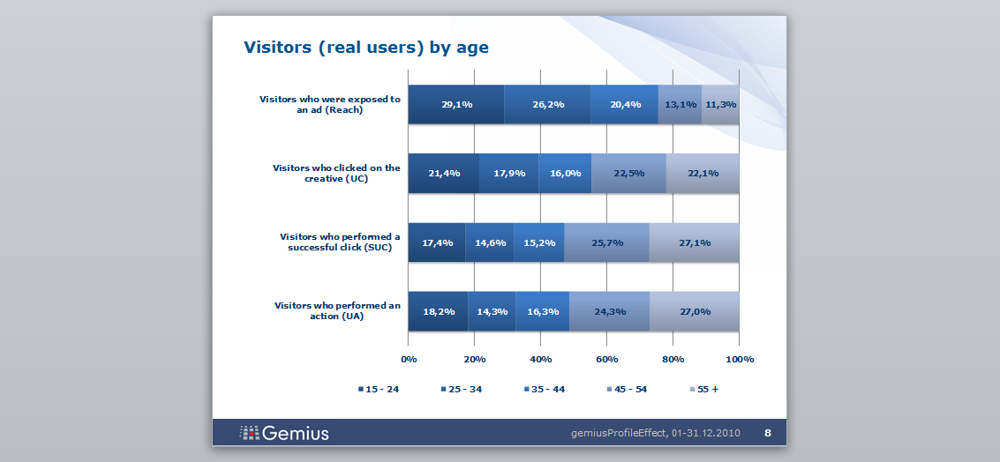 Visitors (real users) by age
Visitors who were exposed to
an ad (Reach)
29,1% 26,2% 20,4% 13,1% 11,3%
Visitors who clicked on the
creative (UC)
21,4% 17,9% 16,0% 22,5% 22,1%
Visitors who performed a
successful click (SUC)
17,4% 14,6% 15,2% 25,7% 27,1%
Visitors who performed an
action (UA)
18,2% 14,3% 16,3% 24,3% 27,0%
0% 20% 40% 60% 80% 100%
15 - 24 25 - 34 35 - 44 45 - 54 55 +
Gemius gemiusProfileEffect, 01-31.12.2010 8